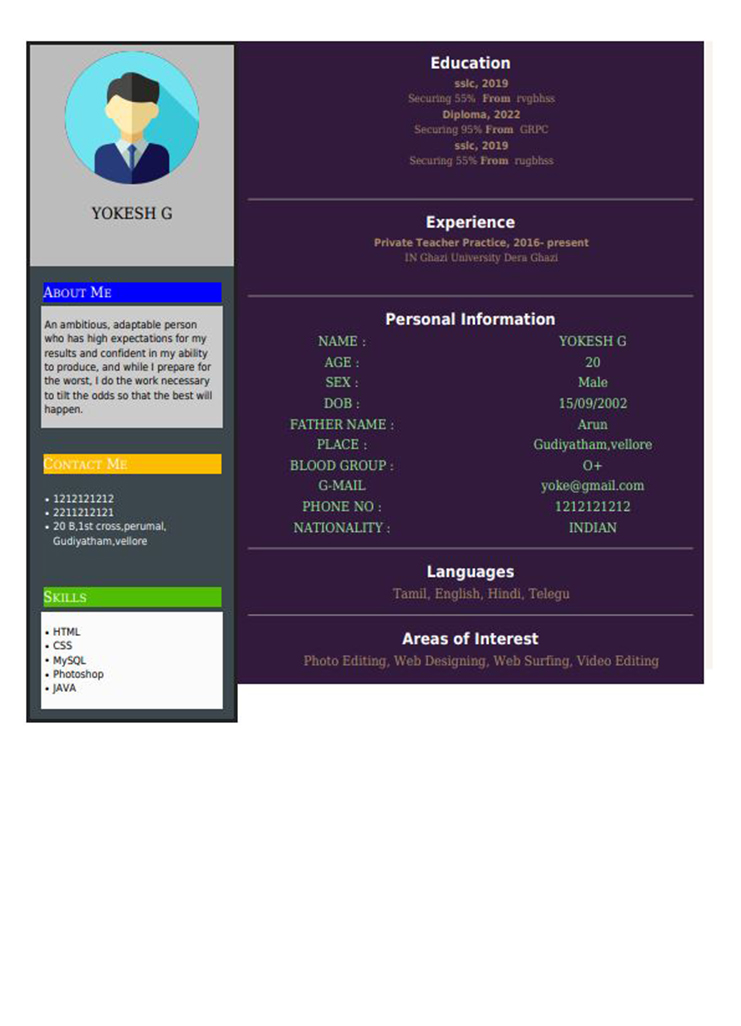 YOKESH G
About Me
An ambitious, adaptable person
who has high expectations for my
results and confident in my ability
to produce, and while I prepare for
the worst, I do the work necessary
to tilt the odds so that the best will
happen.
Contact Me
• 1212121212
• 2211212121
• 20 B,1st cross,perumal,
Gudiyatham,vellore
Skills
• HTML
• CSS
• MySQL
• Photoshop
• JAVA
Education
sslc, 2019
Securing 55% From rvgbhss
Diploma, 2022
Securing 95% From GRPC
sslc, 2019
Securing 55% From rugbhss
Experience
Private Teacher Practice, 2016- present
IN Ghazi University Dera Ghazi
Personal Information
NAME : YOKESH G
AGE : 20
SEX : Male
DOB : 15/09/2002
FATHER NAME : Arun
PLACE : Gudiyatham,vellore
BLOOD GROUP : O+
G-MAIL yoke@gmail.com
PHONE NO : 1212121212
NATIONALITY : INDIAN
Languages
Tamil, English, Hindi, Telegu
Areas of Interest
Photo Editing, Web Designing, Web Surfing, Video Editing